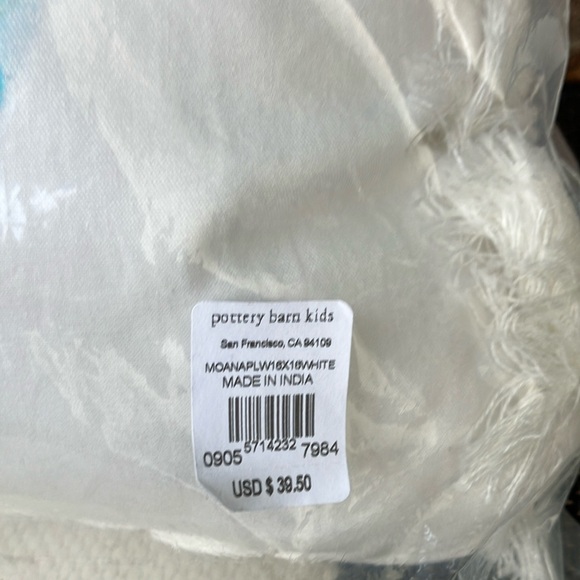 pottery barn kids
San Francisco, CA 94109
MOANAPLW16X16WHITE
MADE IN INDIA
0905 5714232 7984
USD $ 39.50